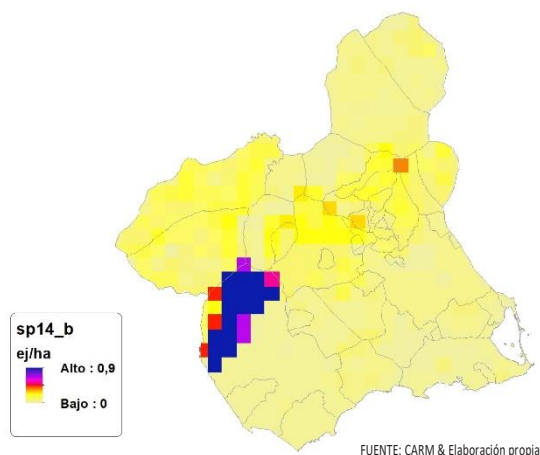 sp14_b
ej/ha
Alto : 0,9
Bajo : 0
FUENTE: CARM & Elaboración propia